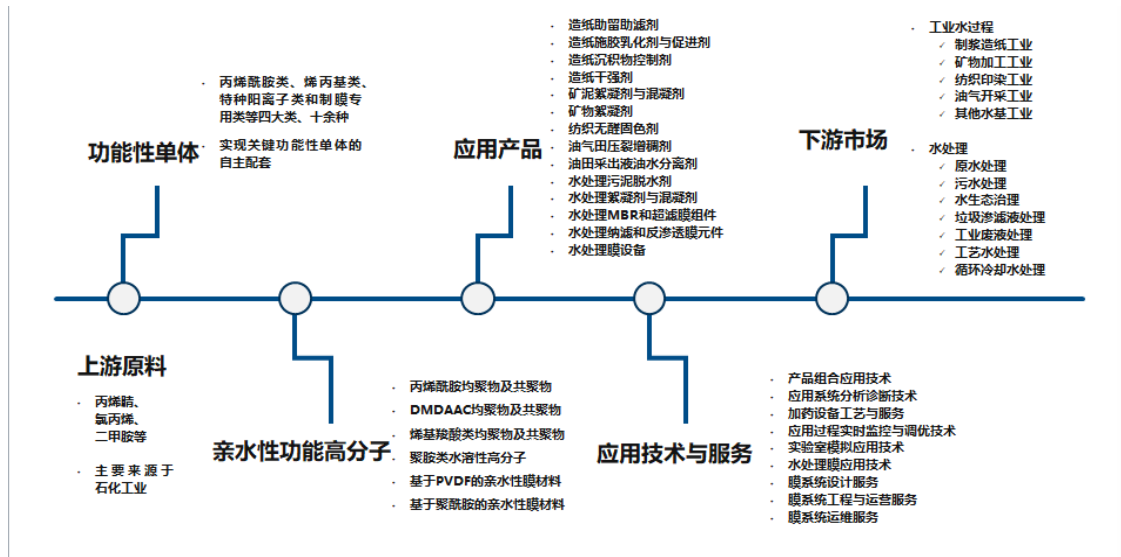 功能性单体
· 丙烯酰胺类、烯丙基类、
特种阳离子类和制膜专
用类等四大类、十余种
· 实现关键功能性单体的
自主配套
应用产品
· 造纸助留助滤剂
· 造纸施胶乳化剂与促进剂
· 造纸沉积物控制剂
· 造纸干强剂
· 矿泥絮凝剂与混凝剂
· 矿物絮凝剂
· 纺织无醛固色剂
· 油气田压裂增稠剂
· 油田采出液油水分离剂
· 水处理污泥脱水剂
· 水处理絮凝剂与混凝剂
· 水处理MBR和超滤膜组件
· 水处理纳滤和反渗透膜元件
· 水处理膜设备
下游市场
· 工业水过程
✓ 制浆造纸工业
✓ 矿物加工工业
✓ 纺织印染工业
✓ 油气开采工业
✓ 其他水基工业
· 水处理
✓ 原水处理
✓ 污水处理
✓ 水生态治理
✓ 垃圾渗滤液处理
✓ 工业废液处理
✓ 工艺水处理
✓ 循环冷却水处理
上游原料
· 丙烯腈、
氯丙烯、
二甲胺等
· 主要来源于
石化工业
亲水性功能高分子
· 丙烯酰胺均聚物及共聚物
· DMDAAC均聚物及共聚物
· 烯基羧酸类均聚物及共聚物
· 聚胺类水溶性高分子
· 基于PVDF的亲水性膜材料
· 基于聚酰胺的亲水性膜材料
应用技术与服务
· 产品组合应用技术
· 应用系统分析诊断技术
· 加药设备工艺与服务
· 应用过程实时监控与调优技术
· 实验室模拟应用技术
· 水处理膜应用技术
· 膜系统设计服务
· 膜系统工程与运营服务
· 膜系统运维服务